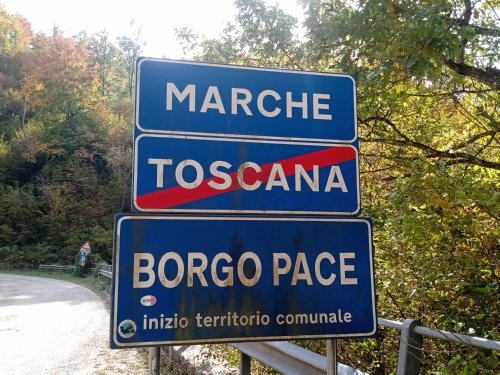 MARCHE
TOSCANA
BORGO PACE
inizio territorio comunale